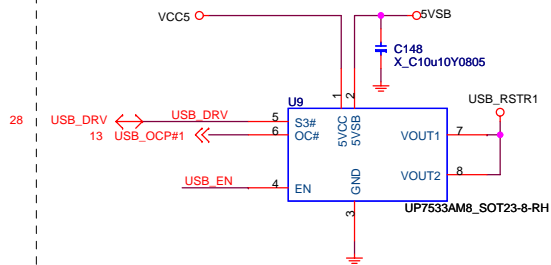 VCC5
5VSB
C148
X_C10u10Y0805
U9
1
2
5VCC
5VSB
USB_RSTR1
28
USB_DRV
USB_DRV
5
S3#
13
USB_OCP#1
6
OC#
VOUT1
7
USB_EN
4
EN
VOUT2
8
GND
3
UP7533AM8_SOT23-8-RH